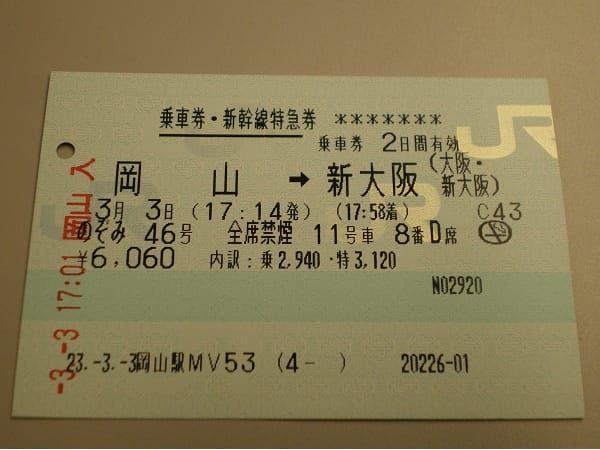 乗車券・新幹線特急券 *******
乗車券 2日間有効
岡 山 → 新大阪 (大阪・新大阪)
3月 3日 (17:14発) (17:58着) C43
のぞみ 46号 全席禁煙 11号車 8番D席
¥6,060 内訳:乗2,940・特3,120
N02920
23.-3.-3岡山駅MV53 (4- ) 20226-01
-3.-3 17:01 岡山 入
JR